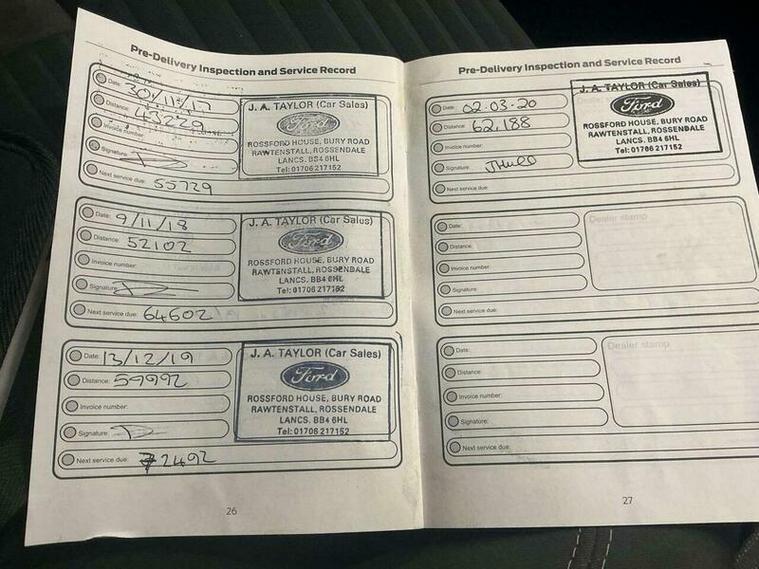 Pre-Delivery Inspection and Service Record
Date: 30/11/17
Distance: 43229
Invoice number:
Signature:
Next service due: 55729
J. A. TAYLOR (Car Sales)
Ford
ROSSFORD HOUSE, BURY ROAD
RAWTENSTALL, ROSSENDALE
LANCS. BB4 6HL
Tel: 01706 217152
Date: 9/11/18
Distance: 52102
Invoice number:
Signature:
Next service due: 64602
J. A. TAYLOR (Car Sales)
Ford
ROSSFORD HOUSE, BURY ROAD
RAWTENSTALL, ROSSENDALE
LANCS. BB4 6HL
Tel: 01706 217152
Date: 13/12/19
Distance: 59992
Invoice number:
Signature:
Next service due: 72492
J. A. TAYLOR (Car Sales)
Ford
ROSSFORD HOUSE, BURY ROAD
RAWTENSTALL, ROSSENDALE
LANCS. BB4 6HL
Tel: 01706 217152
26
Pre-Delivery Inspection and Service Record
Date: 02-03-20
Distance: 62,188
Invoice number:
Signature:
Next service due:
J. A. TAYLOR (Car Sales)
Ford
ROSSFORD HOUSE, BURY ROAD
RAWTENSTALL, ROSSENDALE
LANCS. BB4 6HL
Tel: 01706 217152
Date:
Distance:
Invoice number:
Signature:
Next service due:
Dealer stamp
Date:
Distance:
Invoice number:
Signature:
Next service due:
Dealer stamp
27